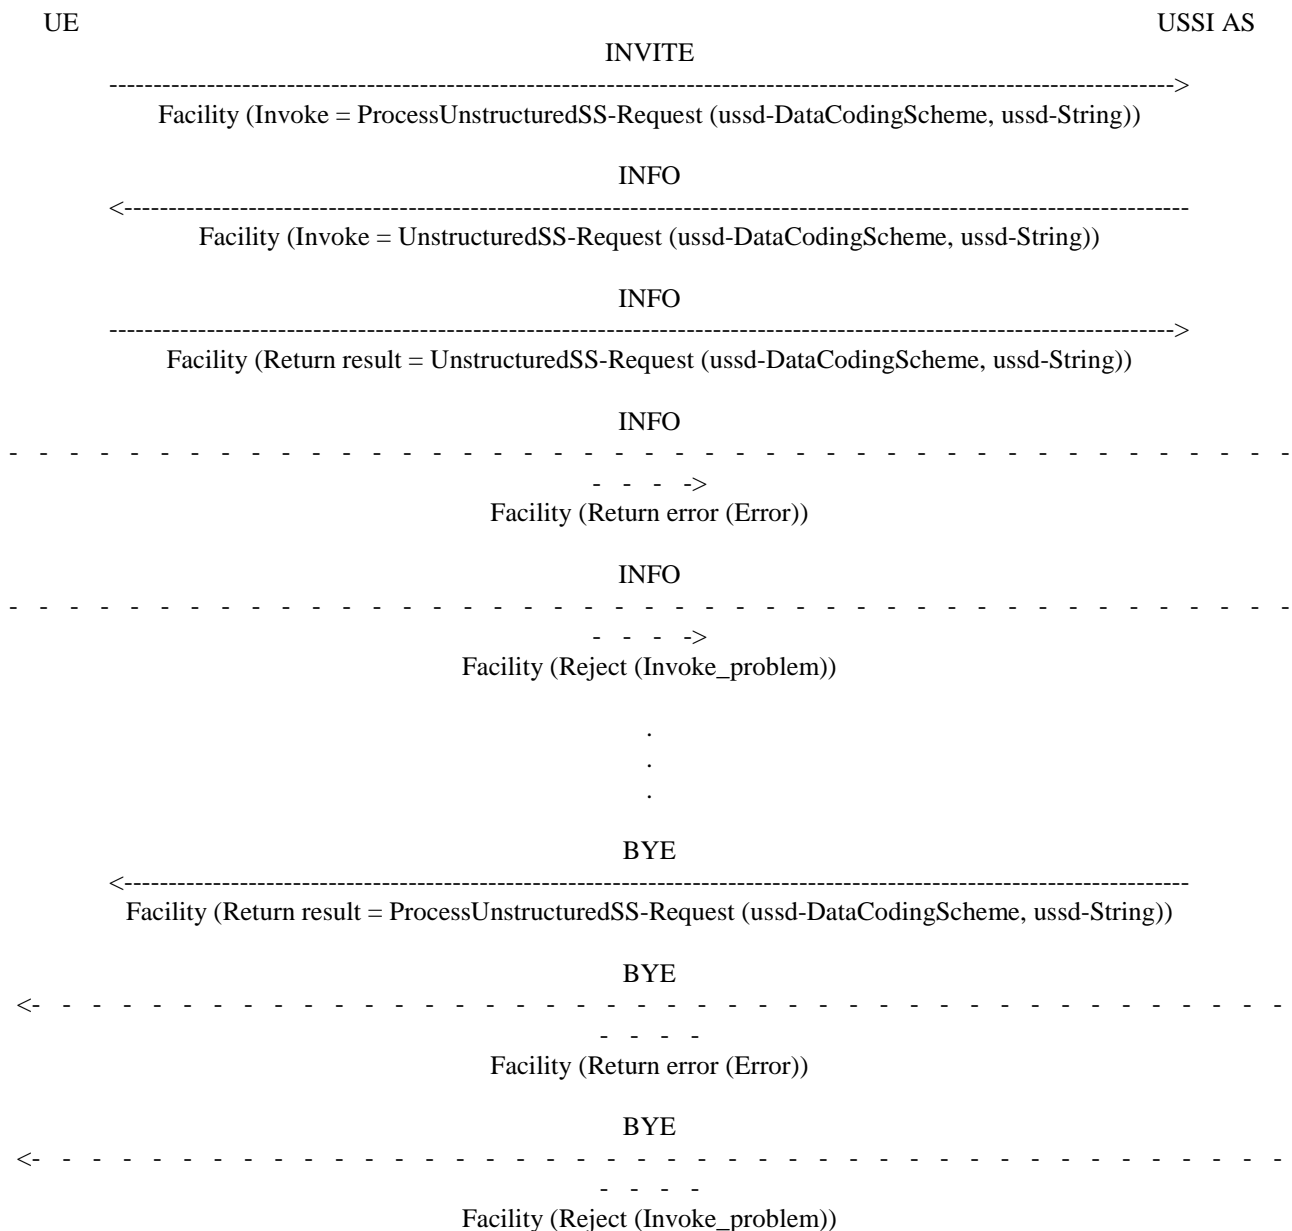 UE USSI AS
INVITE
-------------------------------------------------------------------------------------------------------------------------->
Facility (Invoke = ProcessUnstructuredSS-Request (ussd-DataCodingScheme, ussd-String))
INFO
<--------------------------------------------------------------------------------------------------------------------------
Facility (Invoke = UnstructuredSS-Request (ussd-DataCodingScheme, ussd-String))
INFO
-------------------------------------------------------------------------------------------------------------------------->
Facility (Return result = UnstructuredSS-Request (ussd-DataCodingScheme, ussd-String))
INFO
- - - - - - - - - - - - - - - - - - - - - - - - - - - - - - - - - - - - - - - - - - -
- - - ->
Facility (Return error (Error))
INFO
- - - - - - - - - - - - - - - - - - - - - - - - - - - - - - - - - - - - - - - - - - -
- - - ->
Facility (Reject (Invoke_problem))
.
.
.
BYE
<--------------------------------------------------------------------------------------------------------------------------
Facility (Return result = ProcessUnstructuredSS-Request (ussd-DataCodingScheme, ussd-String))
BYE
<- - - - - - - - - - - - - - - - - - - - - - - - - - - - - - - - - - - - - - - - - -
- - - -
Facility (Return error (Error))
BYE
<- - - - - - - - - - - - - - - - - - - - - - - - - - - - - - - - - - - - - - - - - -
- - - -
Facility (Reject (Invoke_problem))